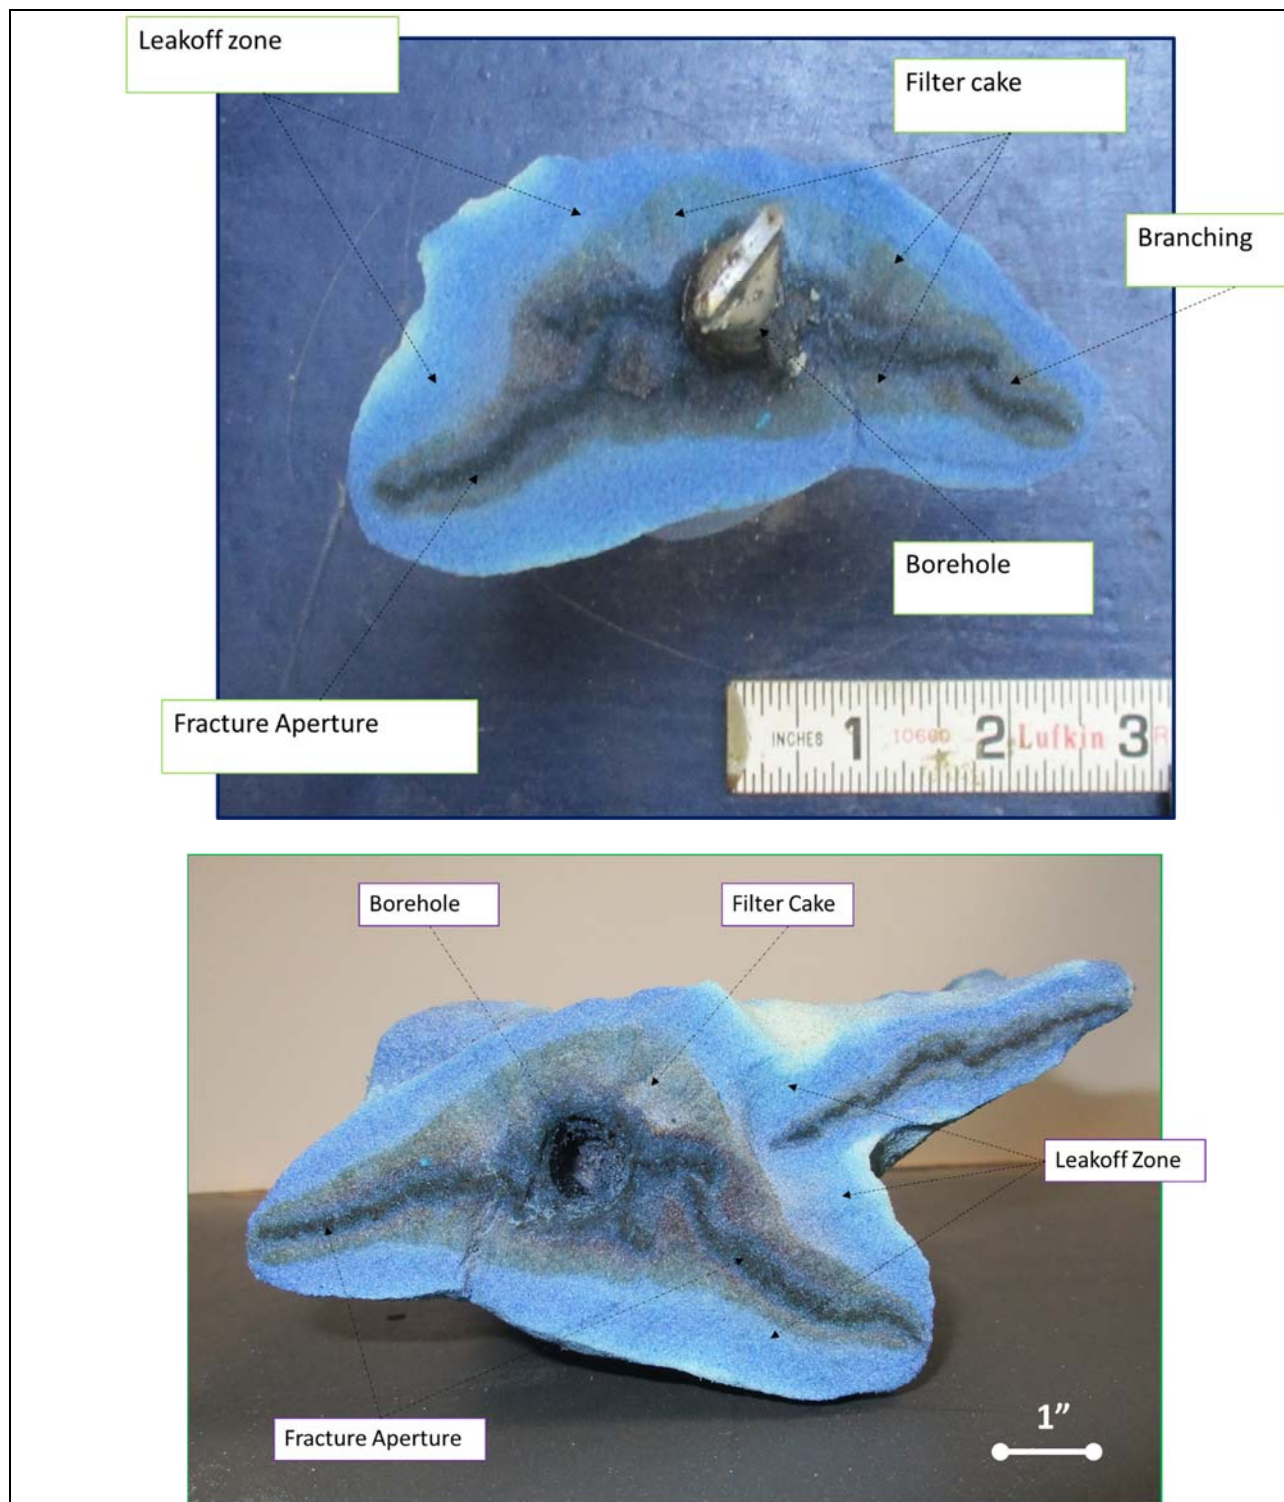 Leakoff zone
Filter cake
Branching
Borehole
Fracture Aperture
INCHES 1 10660 2 Lufkin 3 R
Borehole
Filter Cake
Leakoff Zone
Fracture Aperture
1”